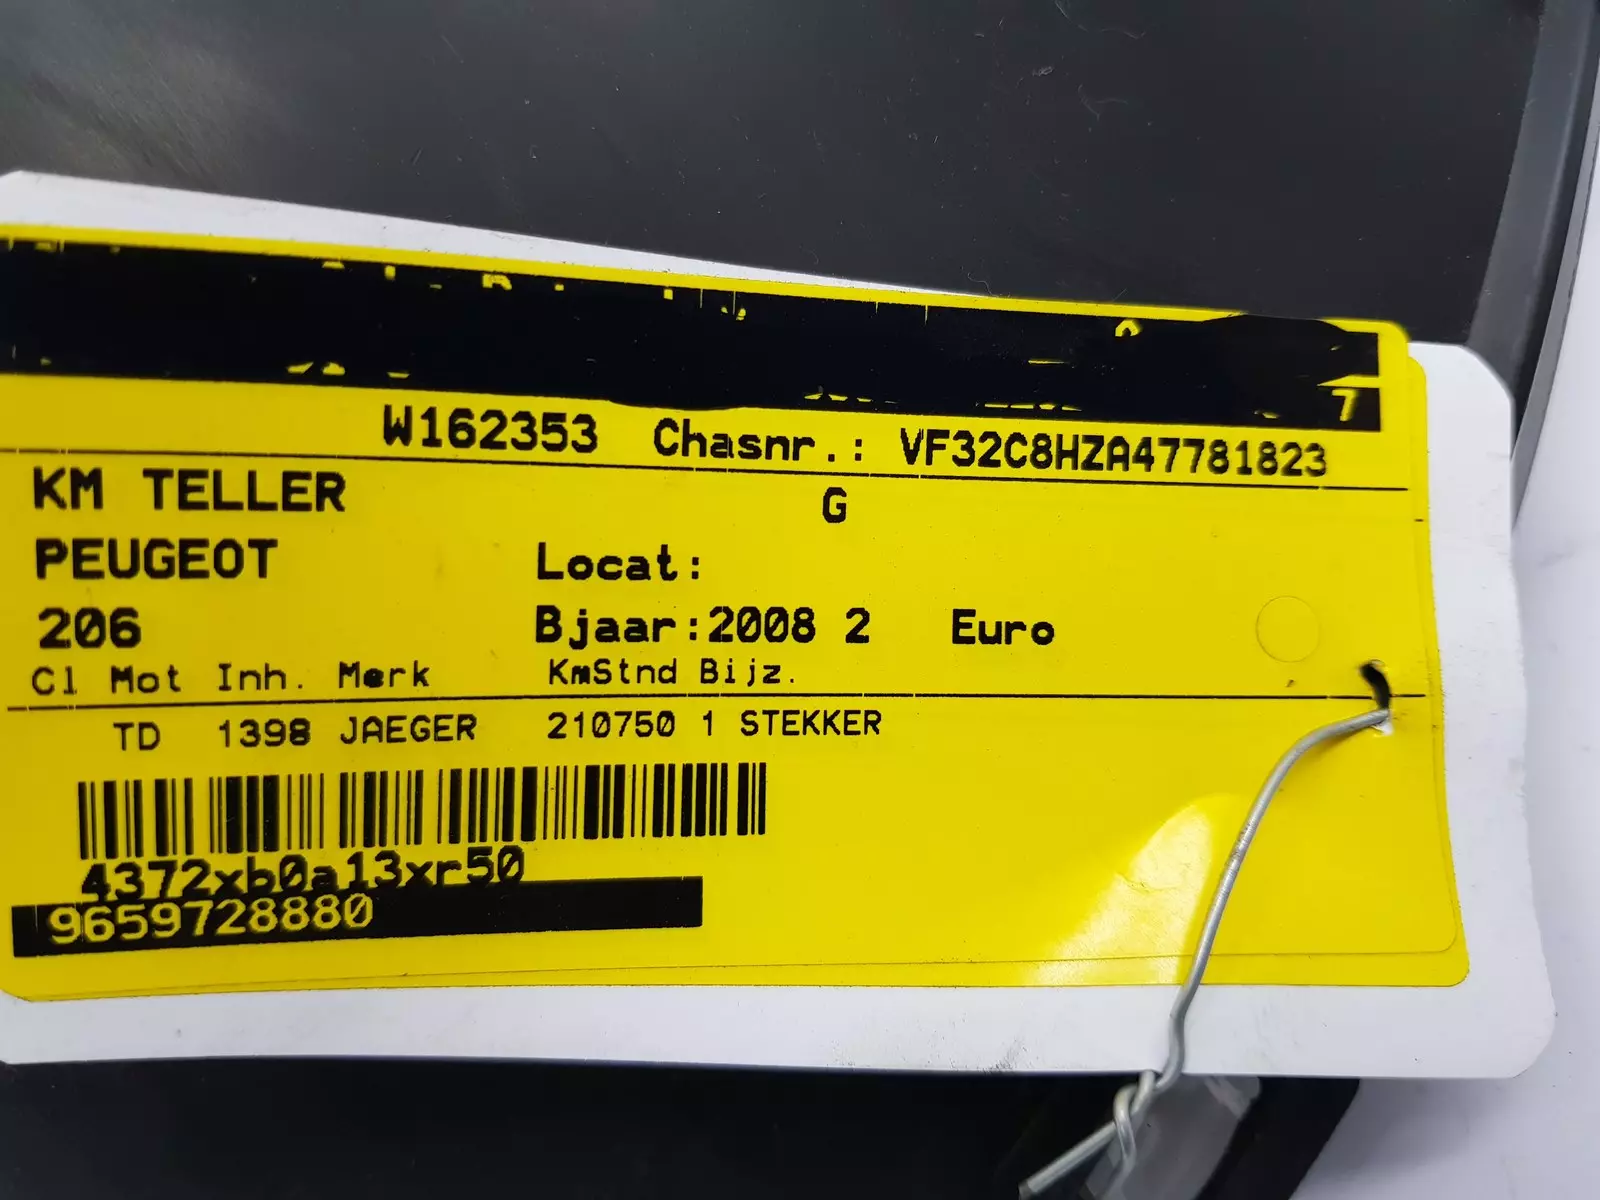 7
W162353 Chasnr.: VF32C8HZA47781823
KM TELLER G
PEUGEOT Locat:
206 Bjaar:2008 2 Euro
Cl Mot Inh. Merk KmStnd Bijz.
TD 1398 JAEGER 210750 1 STEKKER
4372xb0a13xr50
9659728880